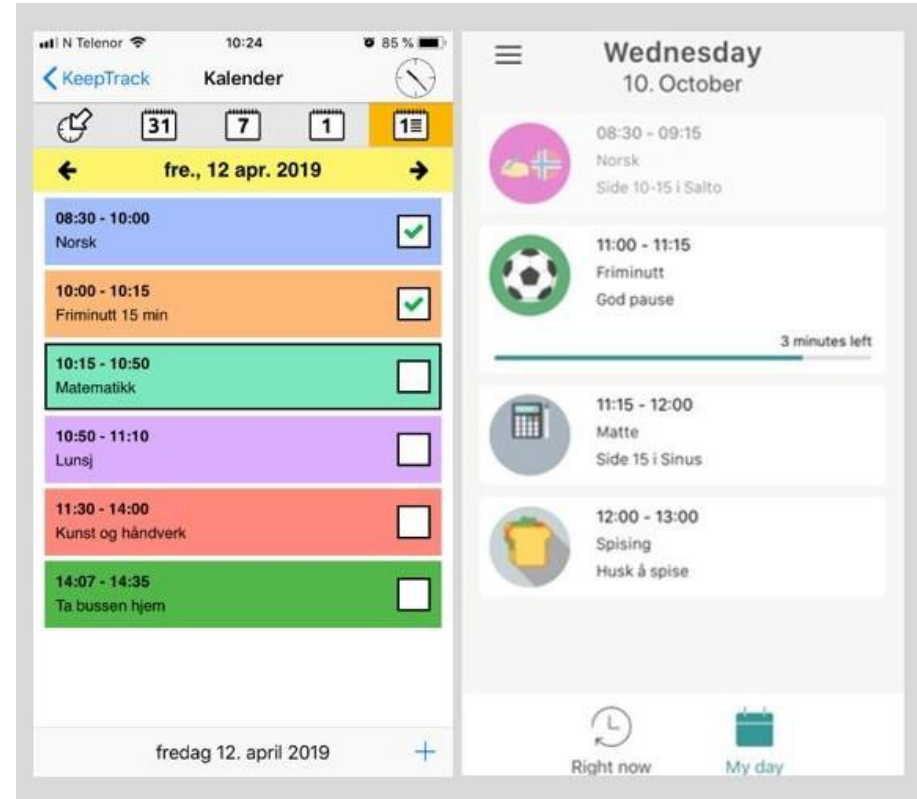 N Telenor 10:24 85 %
KeepTrack Kalender
31 7 1 1
fre., 12 apr. 2019
08:30 - 10:00
Norsk
10:00 - 10:15
Friminutt 15 min
10:15 - 10:50
Matematikk
10:50 - 11:10
Lunsj
11:30 - 14:00
Kunst og håndverk
14:07 - 14:35
Ta bussen hjem
fredag 12. april 2019
Wednesday
10. October
08:30 - 09:15
Norsk
Side 10-15 i Salto
11:00 - 11:15
Friminutt
God pause
3 minutes left
11:15 - 12:00
Matte
Side 15 i Sinus
12:00 - 13:00
Spising
Husk å spise
Right now My day